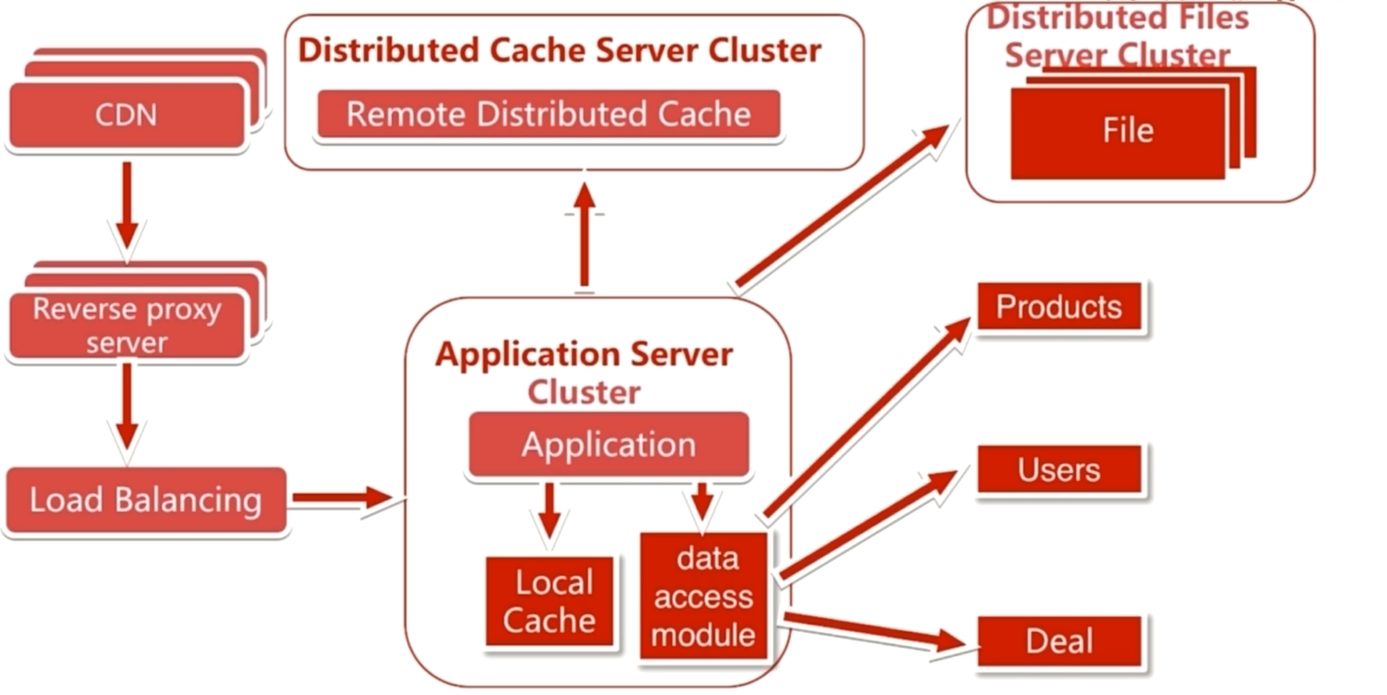 Distributed Cache Server Cluster
Remote Distributed Cache
Distributed Files
Server Cluster
File
CDN
Reverse proxy
server
Load Balancing
Application Server
Cluster
Application
Local
Cache
data
access
module
Products
Users
Deal